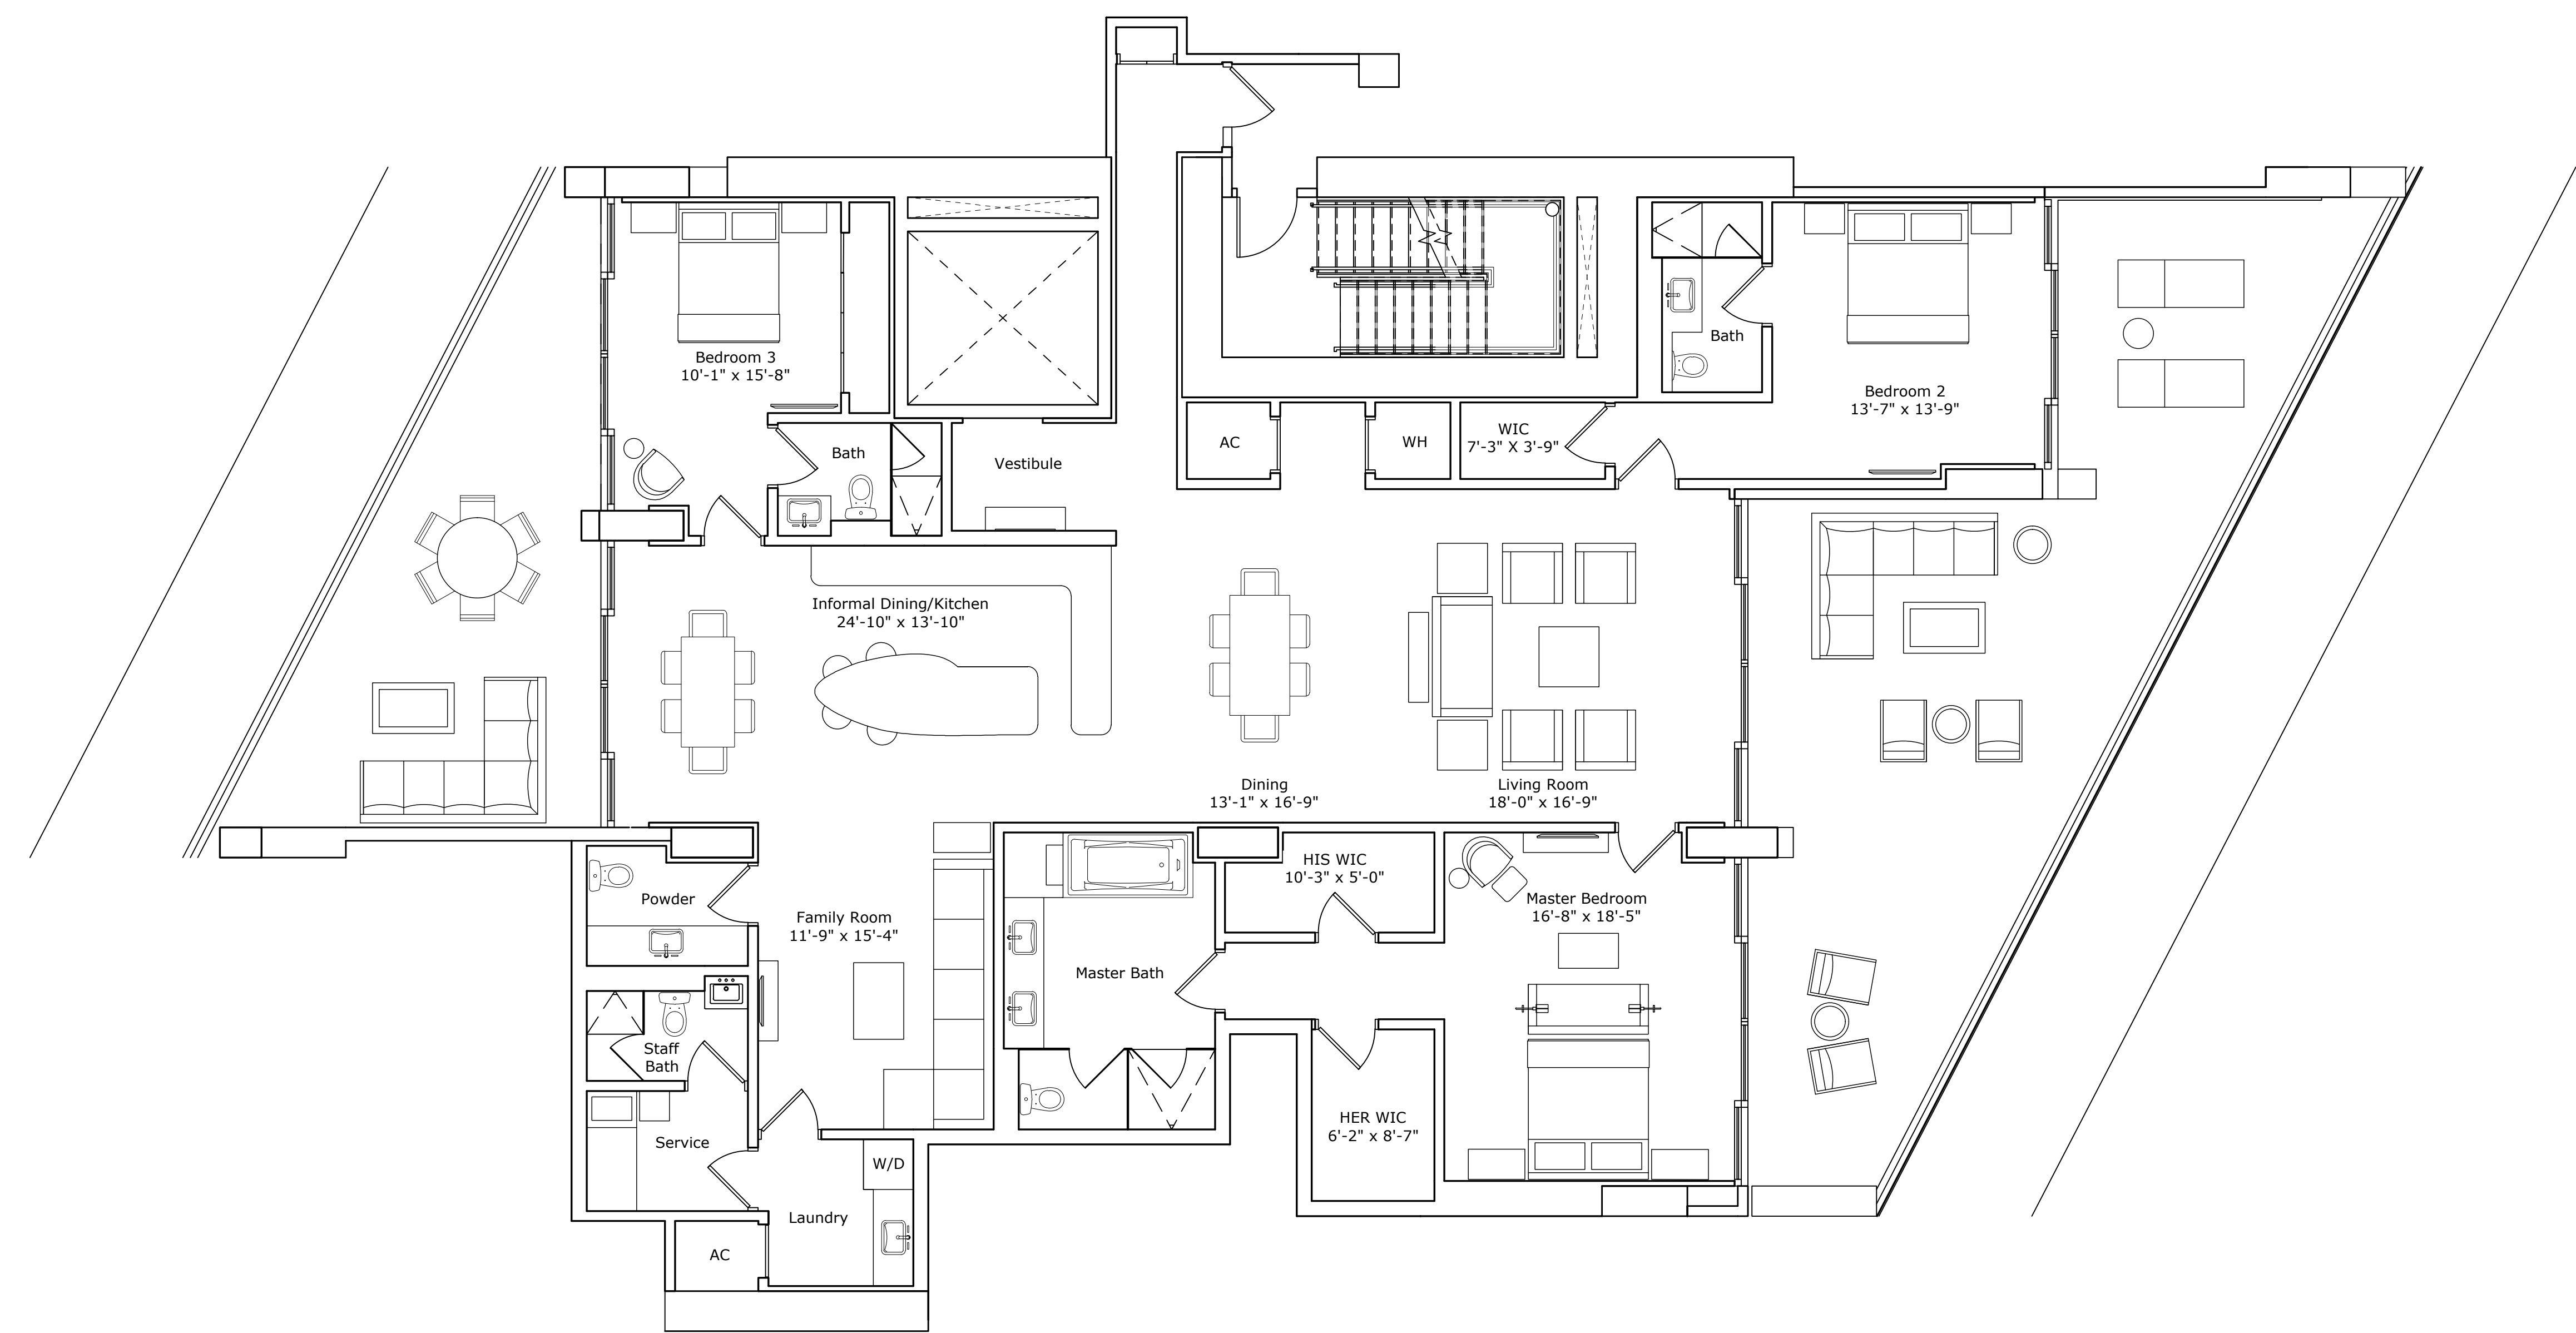 Bedroom 3
10'-1" x 15'-8"
Bath
Bedroom 2
13'-7" x 13'-9"
Bath
Vestibule
AC
WH
WIC
7'-3" X 3'-9"
Informal Dining/Kitchen
24'-10" x 13'-10"
Dining
13'-1" x 16'-9"
Living Room
18'-0" x 16'-9"
Powder
Family Room
11'-9" x 15'-4"
Master Bath
HIS WIC
10'-3" x 5'-0"
Master Bedroom
16'-8" x 18'-5"
Staff
Bath
Service
HER WIC
6'-2" x 8'-7"
W/D
Laundry
AC